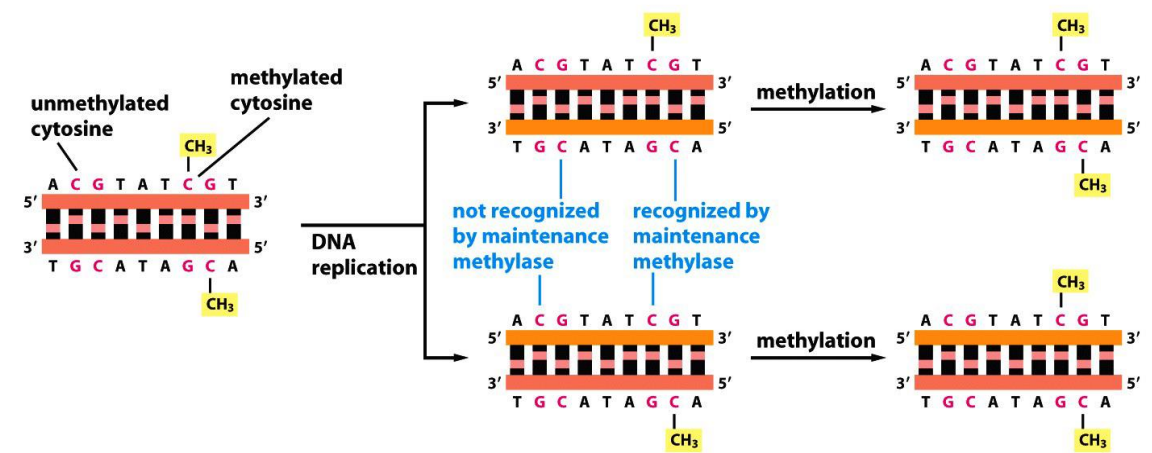 unmethylated
cytosine
methylated
cytosine
CH3
A C G T A T C G T
5′ 3′
3′ 5′
T G C A T A G C A
CH3
DNA
replication
CH3
A C G T A T C G T
5′ 3′
3′ 5′
T G C A T A G C A
not recognized
by maintenance
methylase
recognized by
maintenance
methylase
A C G T A T C G T
5′ 3′
3′ 5′
T G C A T A G C A
CH3
methylation
methylation
CH3
A C G T A T C G T
5′ 3′
3′ 5′
T G C A T A G C A
CH3
CH3
A C G T A T C G T
5′ 3′
3′ 5′
T G C A T A G C A
CH3